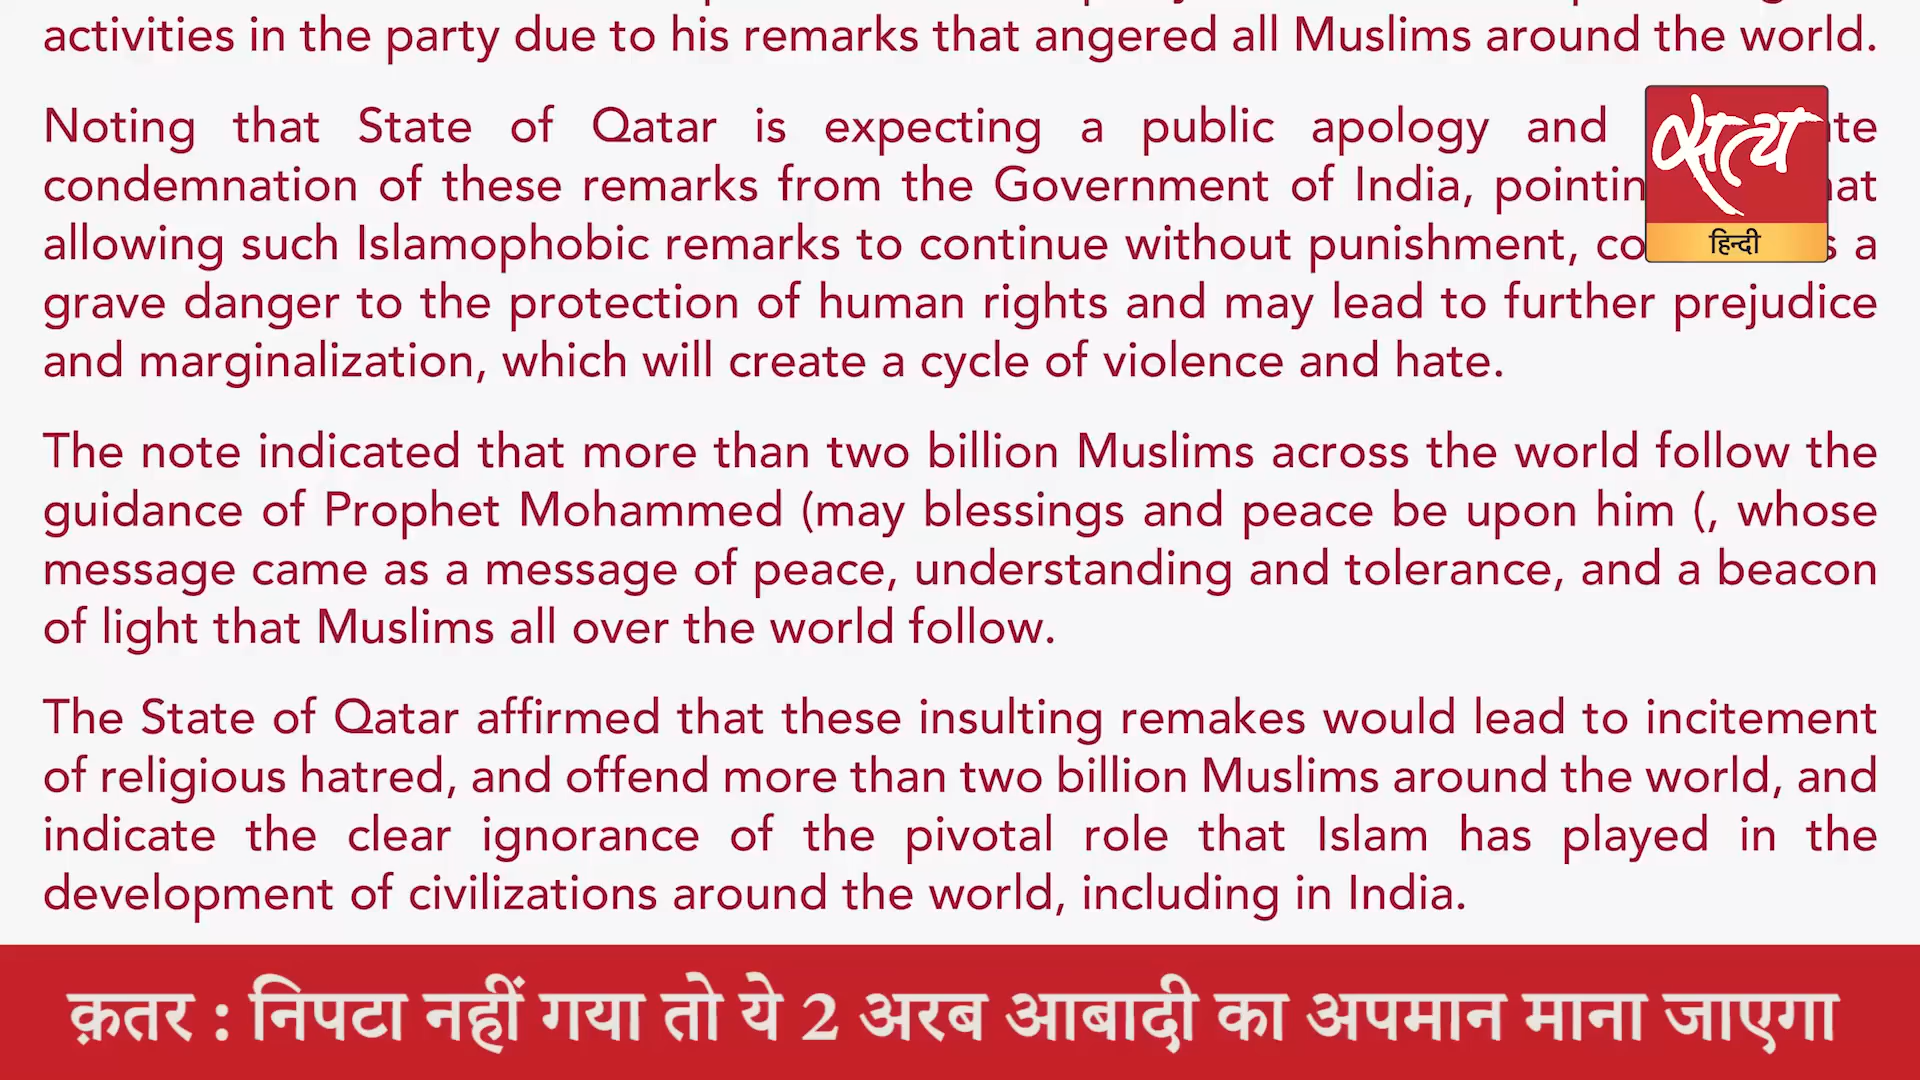 activities in the party due to his remarks that angered all Muslims around the world.
Noting that State of Qatar is expecting a public apology and te
condemnation of these remarks from the Government of India, pointin at
allowing such Islamophobic remarks to continue without punishment, co s a
grave danger to the protection of human rights and may lead to further prejudice
and marginalization, which will create a cycle of violence and hate.
The note indicated that more than two billion Muslims across the world follow the
guidance of Prophet Mohammed (may blessings and peace be upon him (, whose
message came as a message of peace, understanding and tolerance, and a beacon
of light that Muslims all over the world follow.
The State of Qatar affirmed that these insulting remakes would lead to incitement
of religious hatred, and offend more than two billion Muslims around the world, and
indicate the clear ignorance of the pivotal role that Islam has played in the
development of civilizations around the world, including in India.
सत्य
हिन्दी
क़तर : निपटा नहीं गया तो ये 2 अरब आबादी का अपमान माना जाएगा